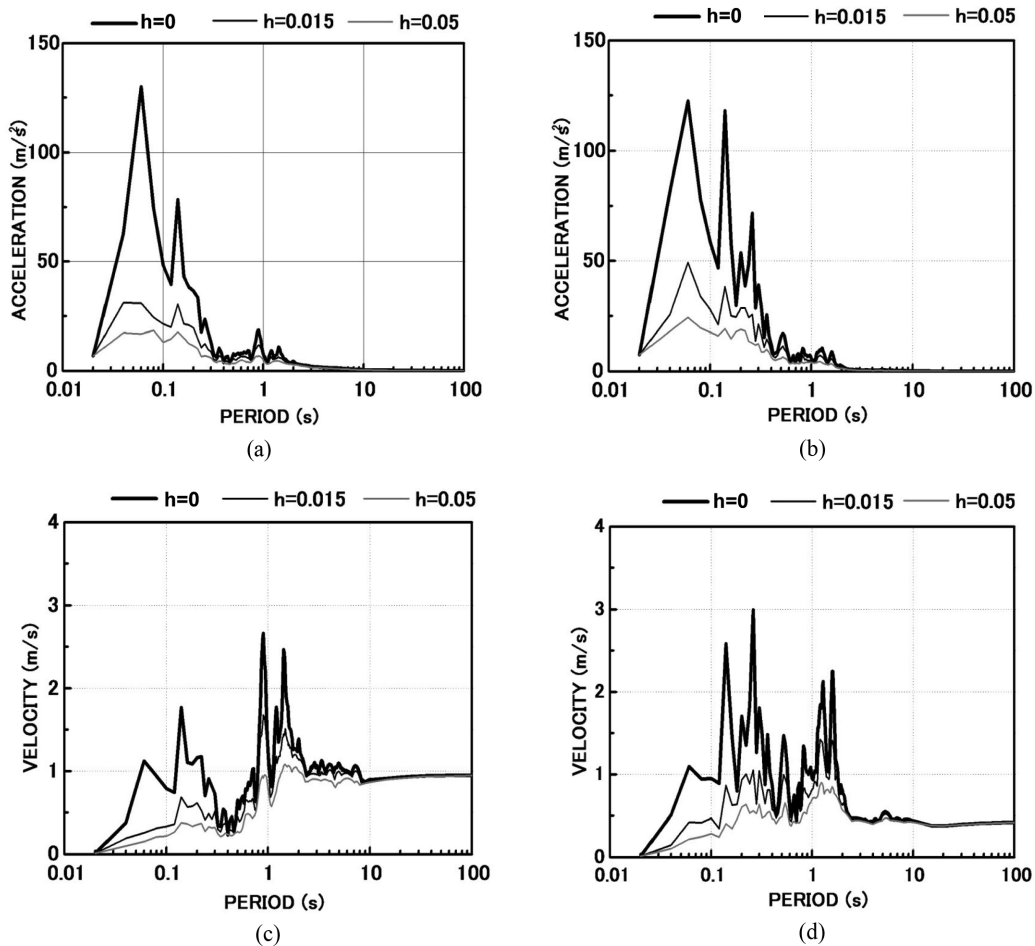 h=0 h=0.015 h=0.05
150
100
50
0
ACCELERATION (m/s²)
0.01 0.1 1 10 100
PERIOD (s)
(a)
h=0 h=0.015 h=0.05
150
100
50
0
ACCELERATION (m/s²)
0.01 0.1 1 10 100
PERIOD (s)
(b)
h=0 h=0.015 h=0.05
4
3
2
1
0
VELOCITY (m/s)
0.01 0.1 1 10 100
PERIOD (s)
(c)
h=0 h=0.015 h=0.05
4
3
2
1
0
VELOCITY (m/s)
0.01 0.1 1 10 100
PERIOD (s)
(d)